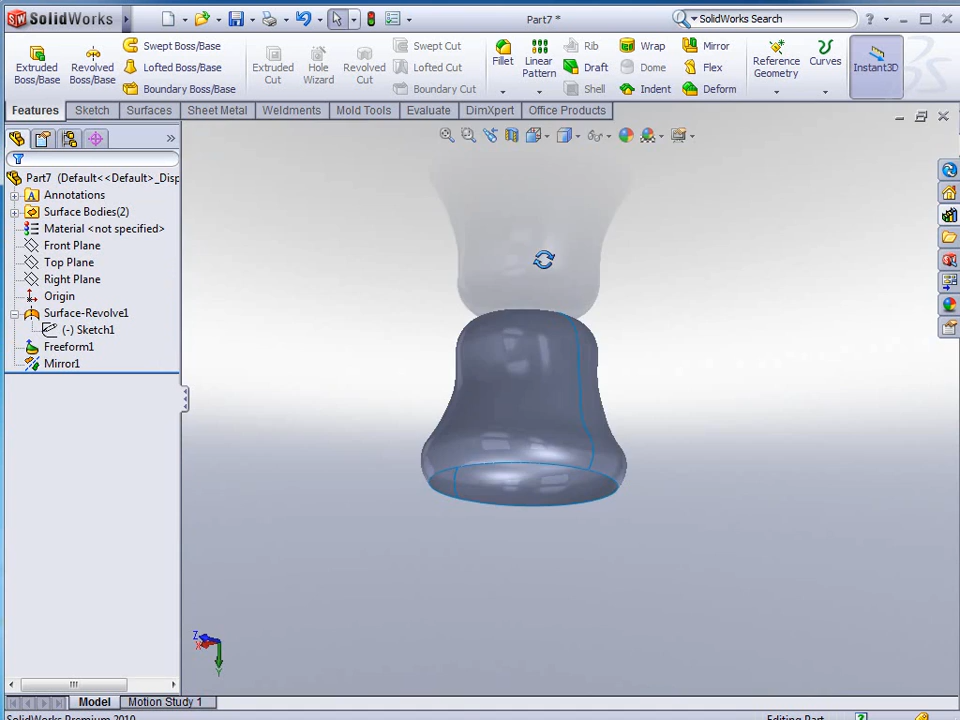 SolidWorks
Part7 *
SolidWorks Search
Extruded Boss/Base
Revolved Boss/Base
Swept Boss/Base
Lofted Boss/Base
Boundary Boss/Base
Extruded Cut
Hole Wizard
Revolved Cut
Swept Cut
Lofted Cut
Boundary Cut
Fillet
Linear Pattern
Rib
Draft
Shell
Wrap
Dome
Indent
Mirror
Flex
Deform
Reference Geometry
Curves
Instant3D
Features
Sketch
Surfaces
Sheet Metal
Weldments
Mold Tools
Evaluate
DimXpert
Office Products
Part7 (Default<<Default>_Disp
Annotations
Surface Bodies(2)
Material <not specified>
Front Plane
Top Plane
Right Plane
Origin
Surface-Revolve1
(-) Sketch1
Freeform1
Mirror1
Z
X
Y
Model
Motion Study 1
SolidWorks Premium 2010
Editing Part